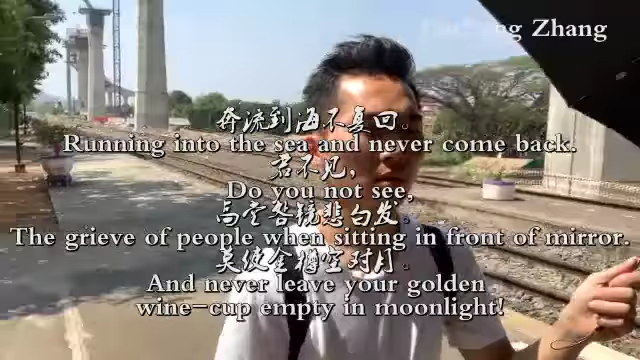 Zhang
奔流到海不复回。
Running into the sea and never come back.
君不见,
Do you not see,
高堂明镜悲白发。
The grieve of people when sitting in front of mirror.
莫使金樽空对月。
And never leave your golden
wine-cup empty in moonlight!